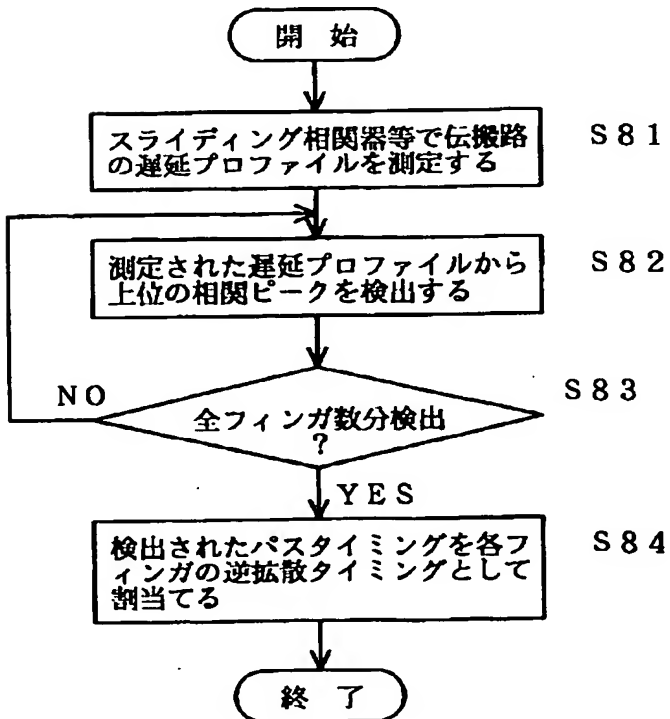 開 始
スライディング相関器等で伝搬路
の遅延プロファイルを測定する
S81
測定された遅延プロファイルから
上位の相関ピークを検出する
S82
全フィンガ数分検出
?
S83
NO
YES
検出されたパスタイミングを各フ
ィンガの逆拡散タイミングとして
割当てる
S84
終 了